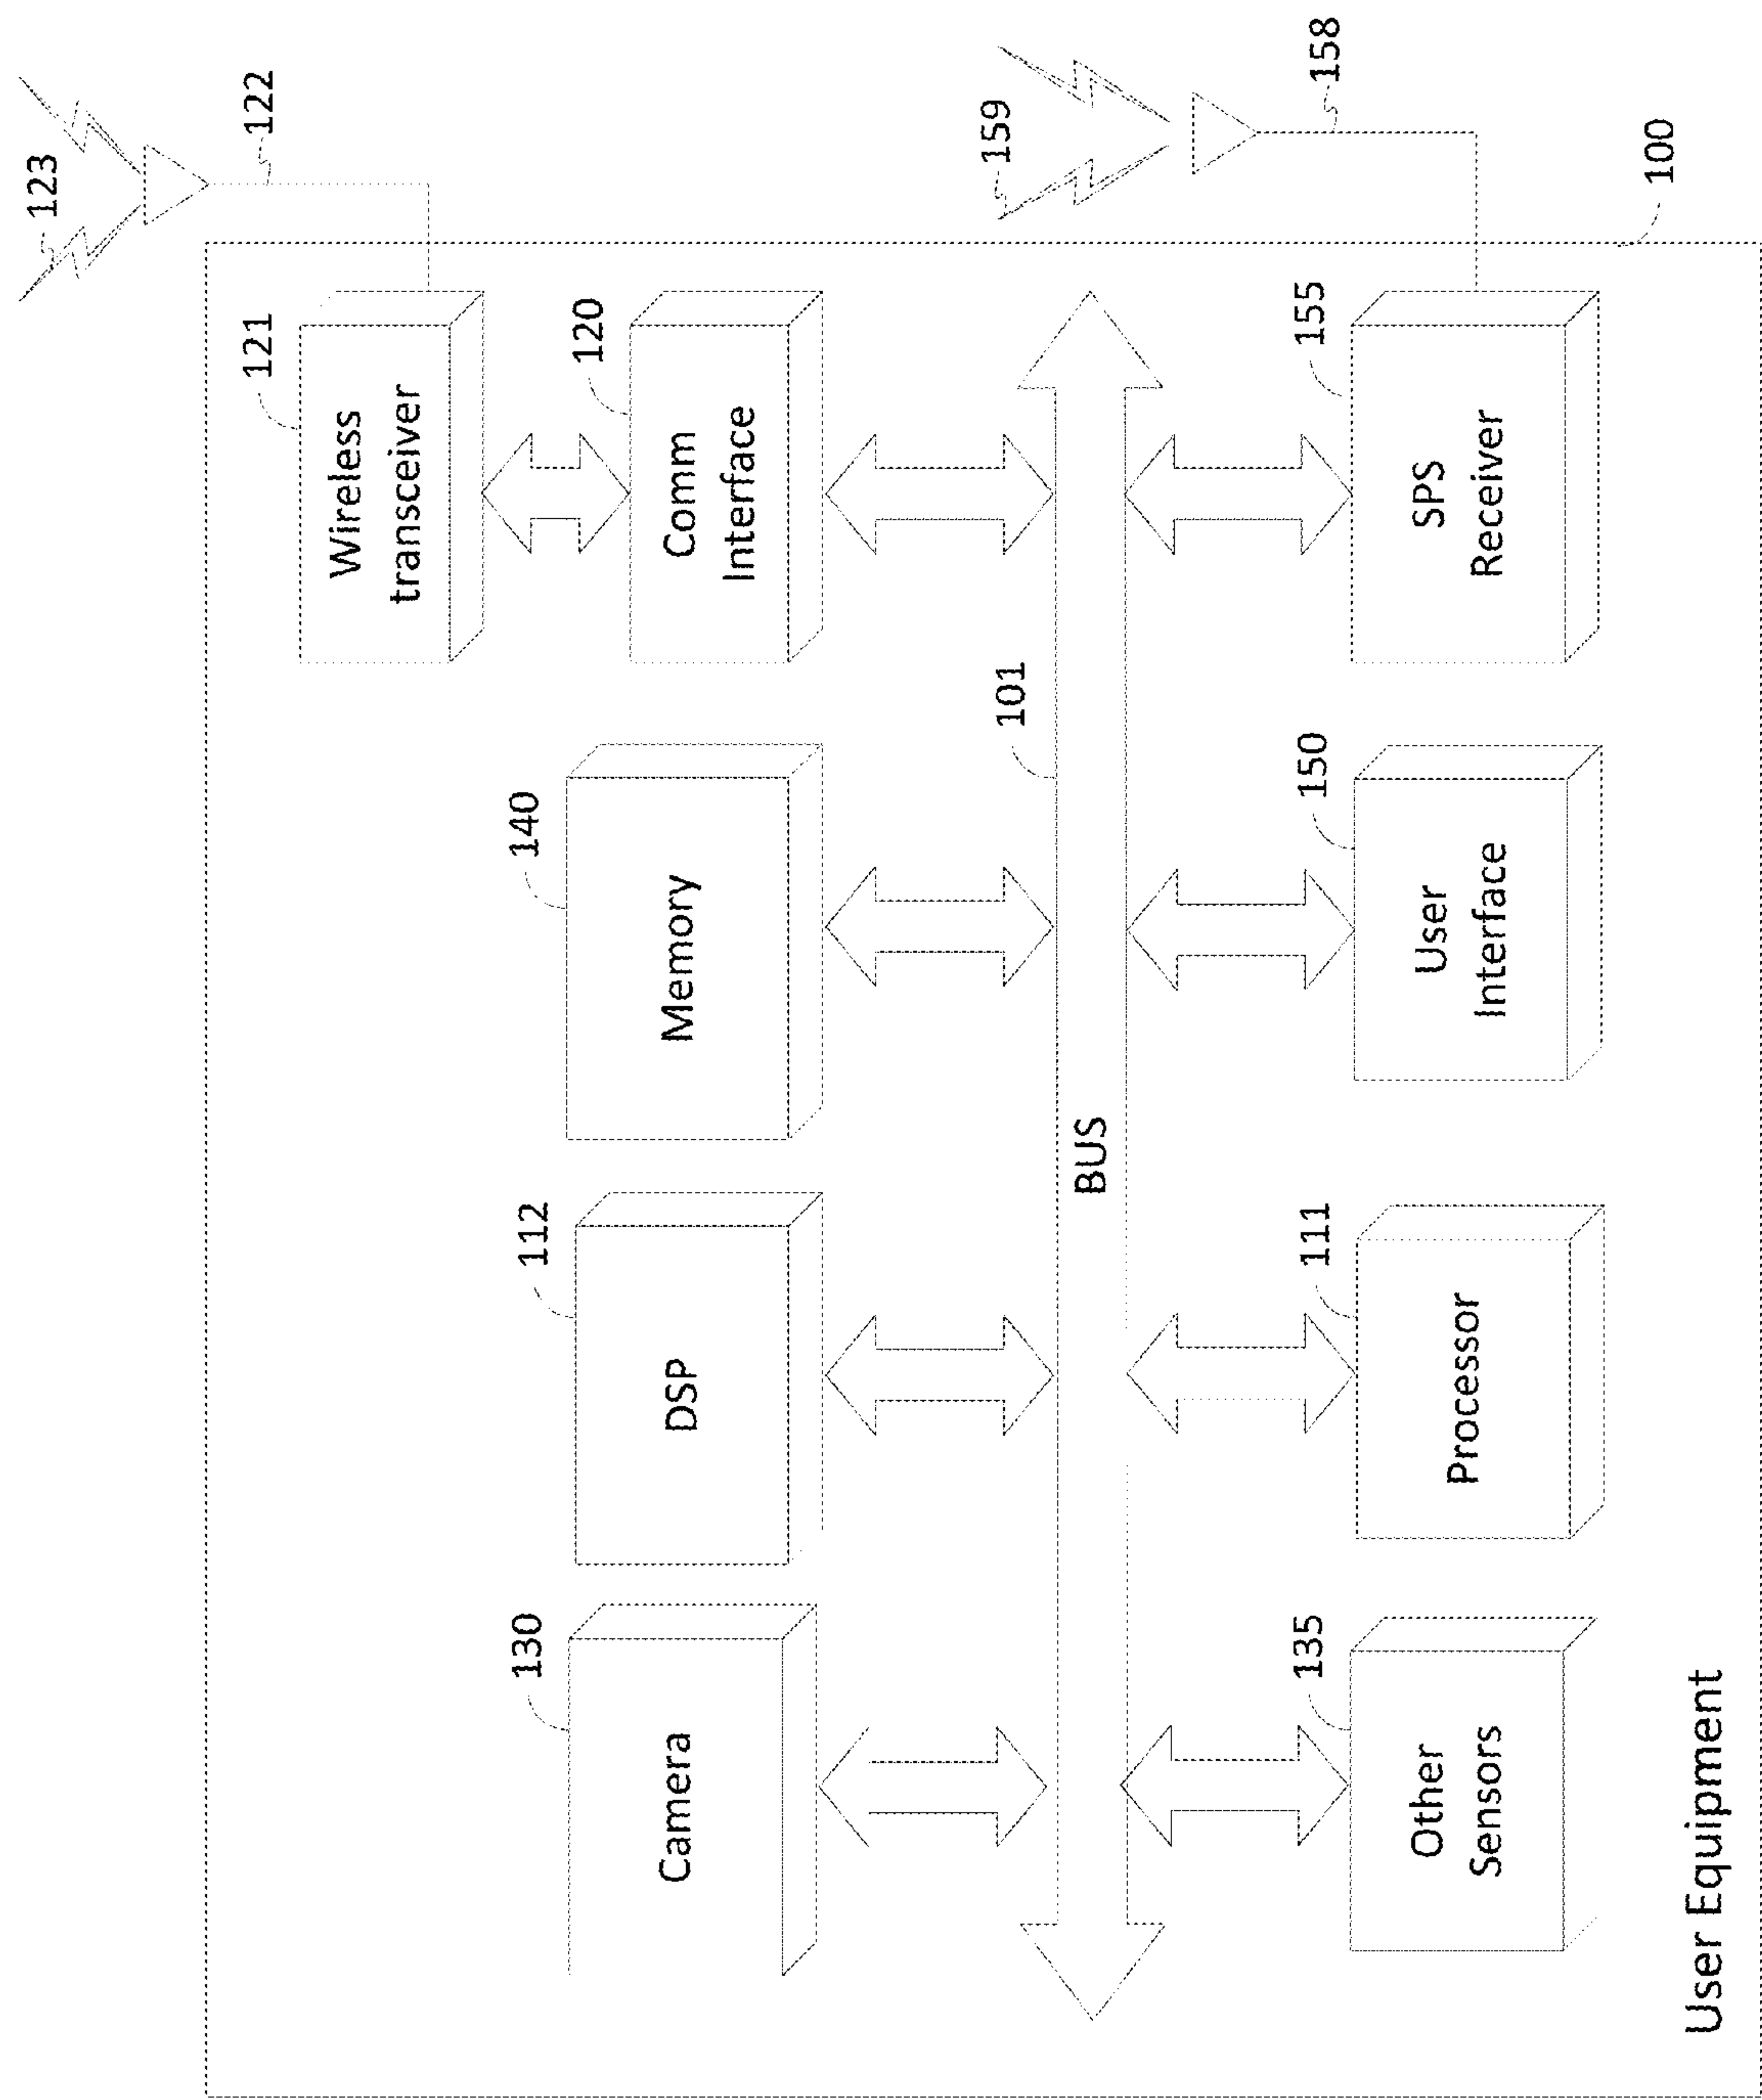 123
122
121
Wireless
transceiver
130
Camera
112
DSP
140
Memory
120
Comm
Interface
101
BUS
159
158
135
Other
Sensors
111
Processor
150
User
Interface
155
SPS
Receiver
100
User Equipment